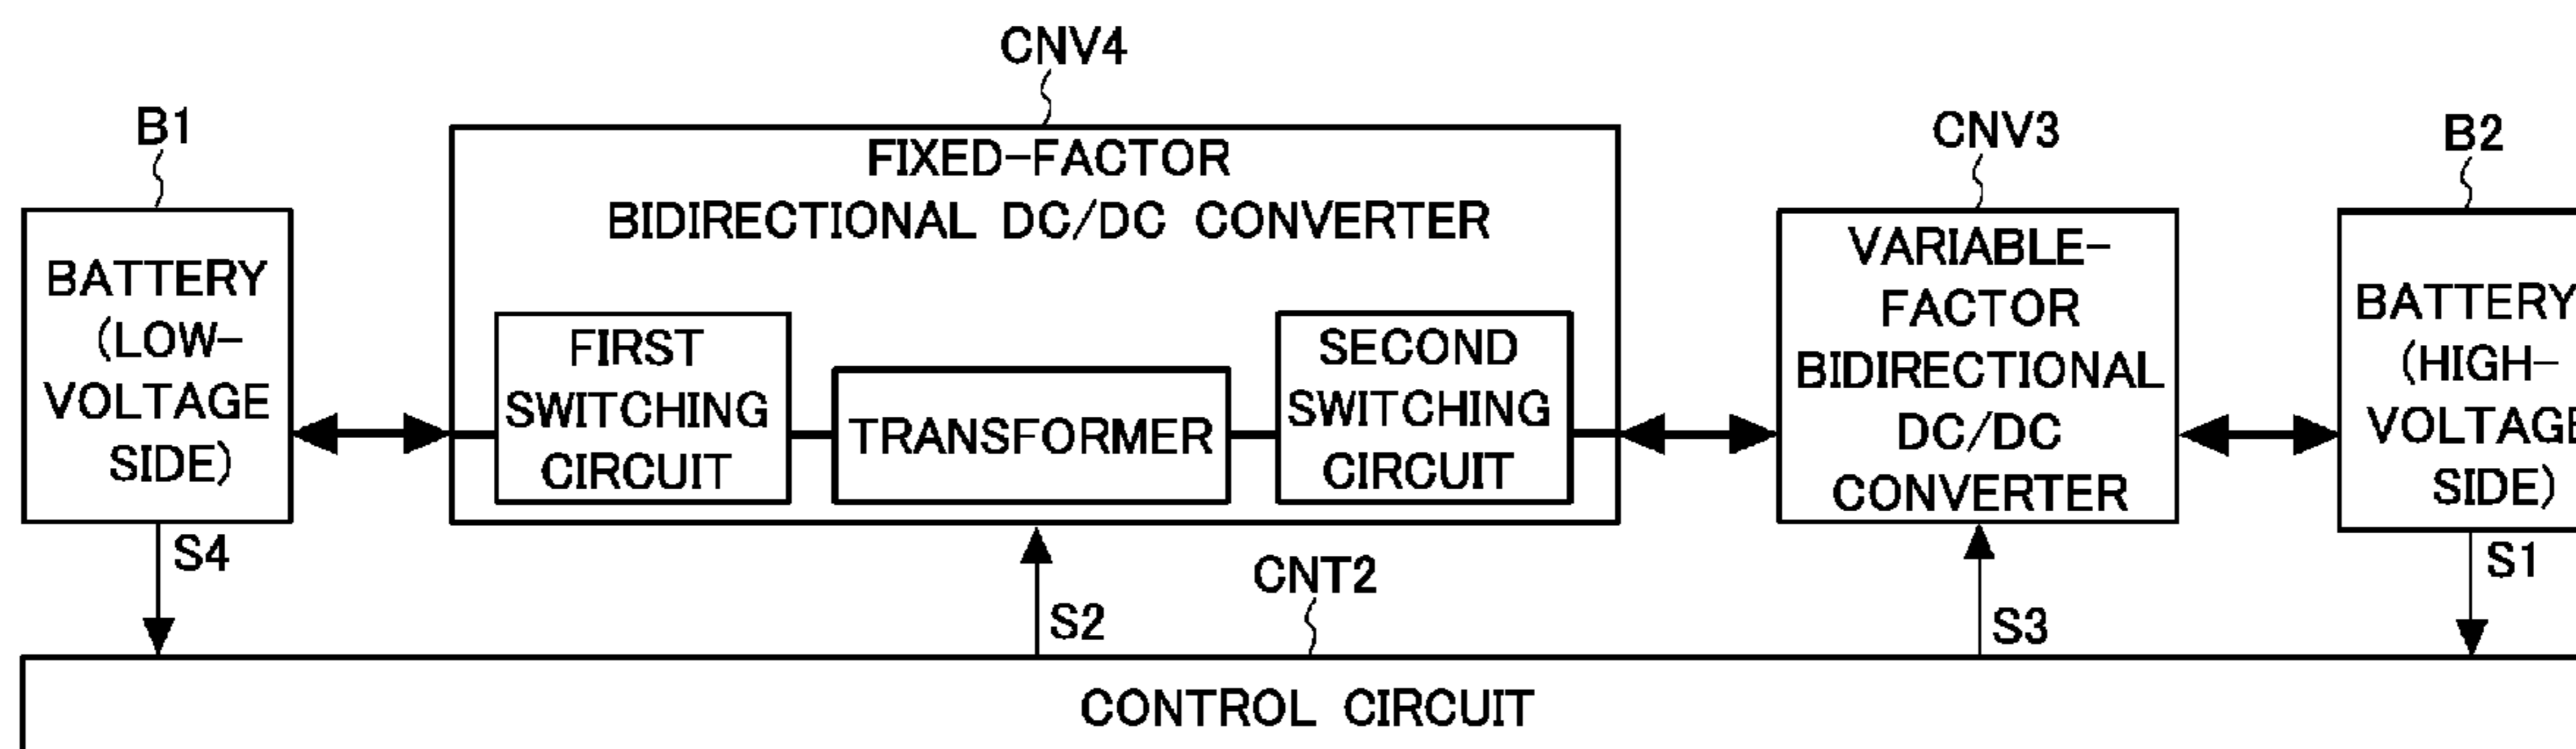 CNV4
B1
CNV3
B2
FIXED-FACTOR
BIDIRECTIONAL DC/DC CONVERTER
BATTERY
(LOW-
VOLTAGE
SIDE)
FIRST
SWITCHING
CIRCUIT
TRANSFORMER
SECOND
SWITCHING
CIRCUIT
VARIABLE-
FACTOR
BIDIRECTIONAL
DC/DC
CONVERTER
BATTERY
(HIGH-
VOLTAGE
SIDE)
S4
S2
CNT2
S3
S1
CONTROL CIRCUIT